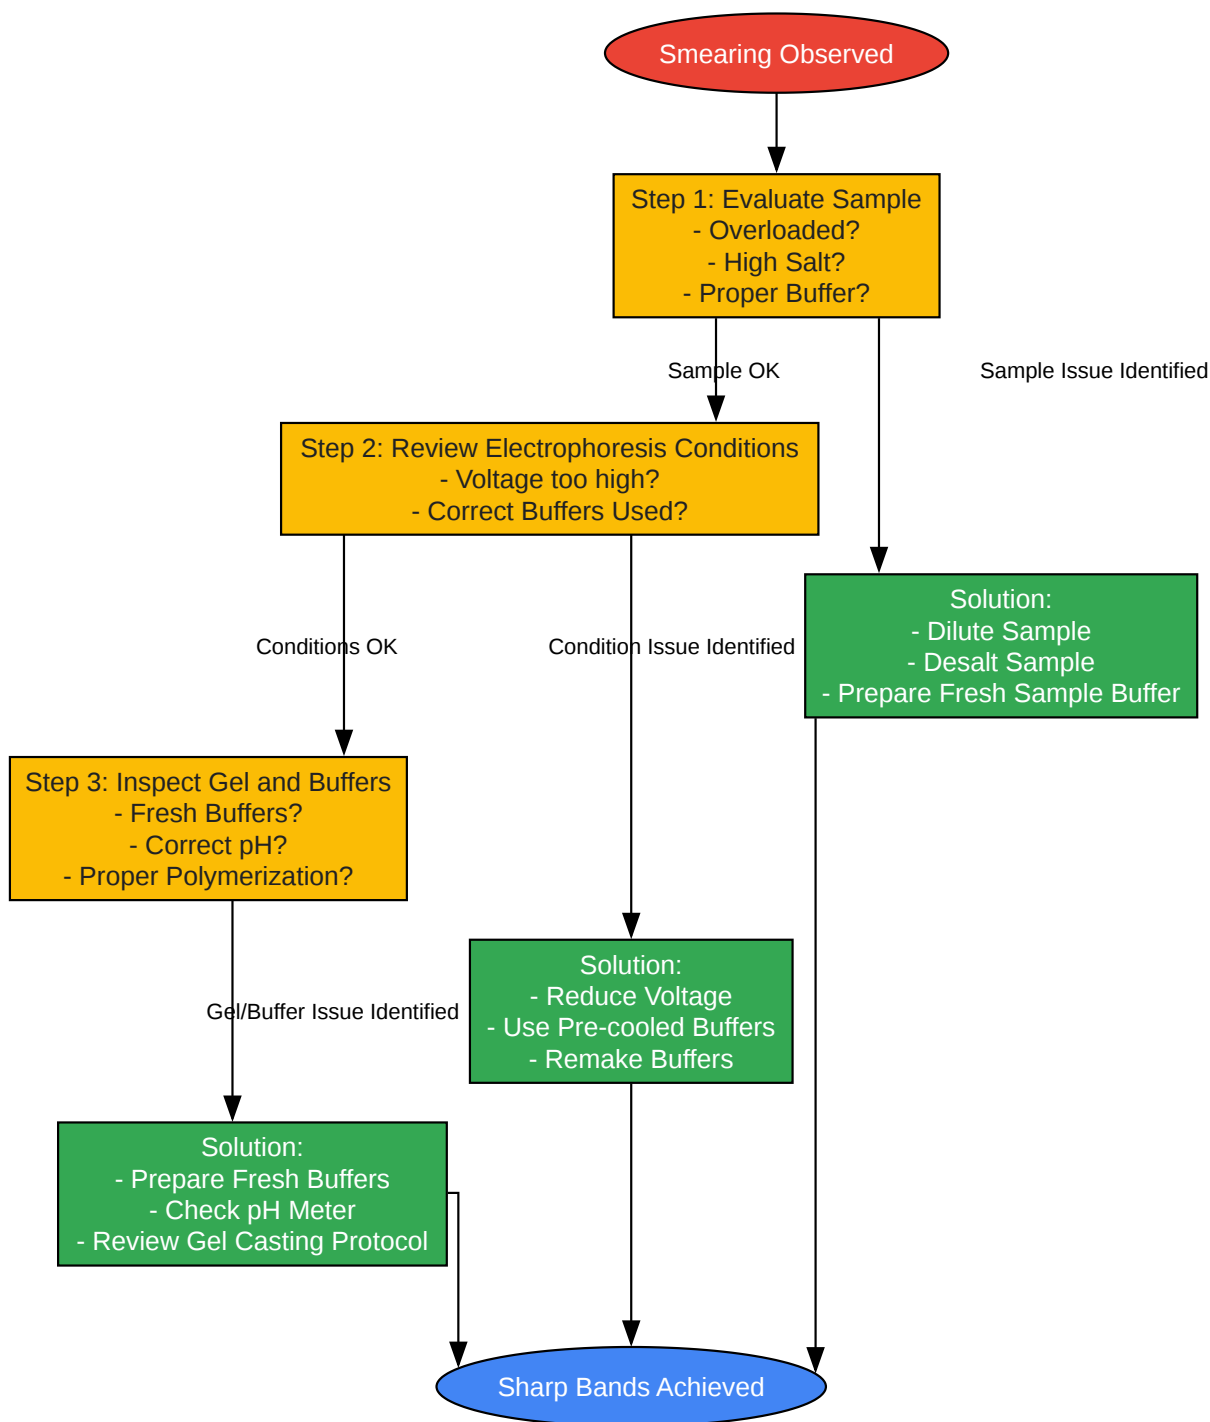 Smearing Observed
Step 1: Evaluate Sample
- Overloaded?
- High Salt?
- Proper Buffer?
Sample OK
Sample Issue Identified
Step 2: Review Electrophoresis Conditions
- Voltage too high?
- Correct Buffers Used?
Solution:
- Dilute Sample
- Desalt Sample
- Prepare Fresh Sample Buffer
Conditions OK
Condition Issue Identified
Step 3: Inspect Gel and Buffers
- Fresh Buffers?
- Correct pH?
- Proper Polymerization?
Solution:
- Reduce Voltage
- Use Pre-cooled Buffers
- Remake Buffers
Gel/Buffer Issue Identified
Solution:
- Prepare Fresh Buffers
- Check pH Meter
- Review Gel Casting Protocol
Sharp Bands Achieved